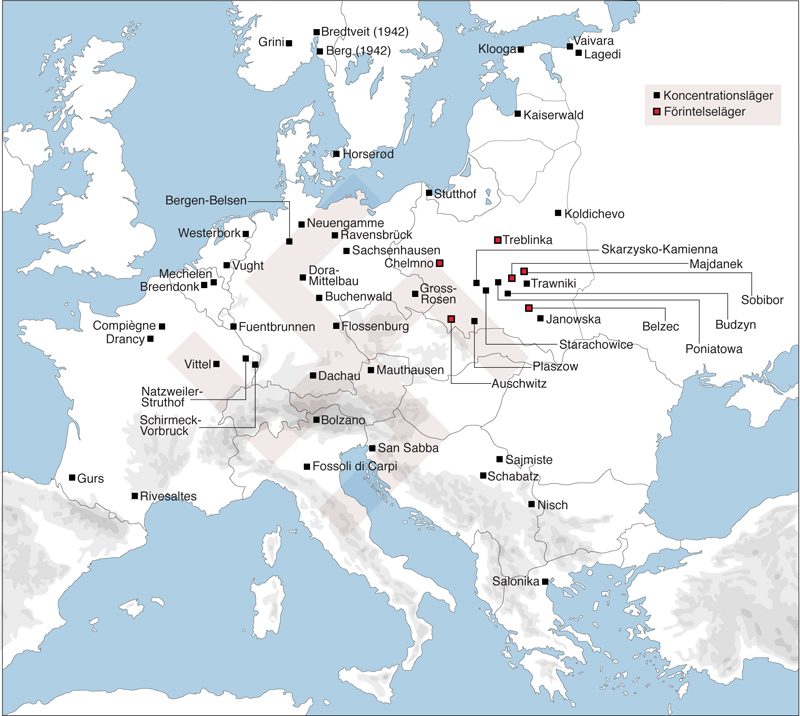 Bredtveit (1942)
Grini
Berg (1942)
Vaivara
Klooga
Lagedi
Koncentrationsläger
Förintelseläger
Kaiserwald
Horserød
Stutthof
Bergen-Belsen
Koldichevo
Neuengamme
Westerbork
Ravensbrück
Treblinka
Sachsenhausen
Skarzysko-Kamienna
Chelmno
Majdanek
Vught
Mechelen
Dora-
Mittelbau
Breendonk
Trawniki
Gross-
Rosen
Buchenwald
Sobibor
Janowska
Budzyn
Belzec
Compiègne
Fuentbrunnen
Flossenburg
Drancy
Starachowice
Poniatowa
Vittel
Plaszow
Mauthausen
Dachau
Auschwitz
Natzweiler-
Struthof
Schirmeck-
Vorbruck
Bolzano
San Sabba
Sajmiste
Fossoli di Carpi
Schabatz
Gurs
Rivesaltes
Nisch
Salonika